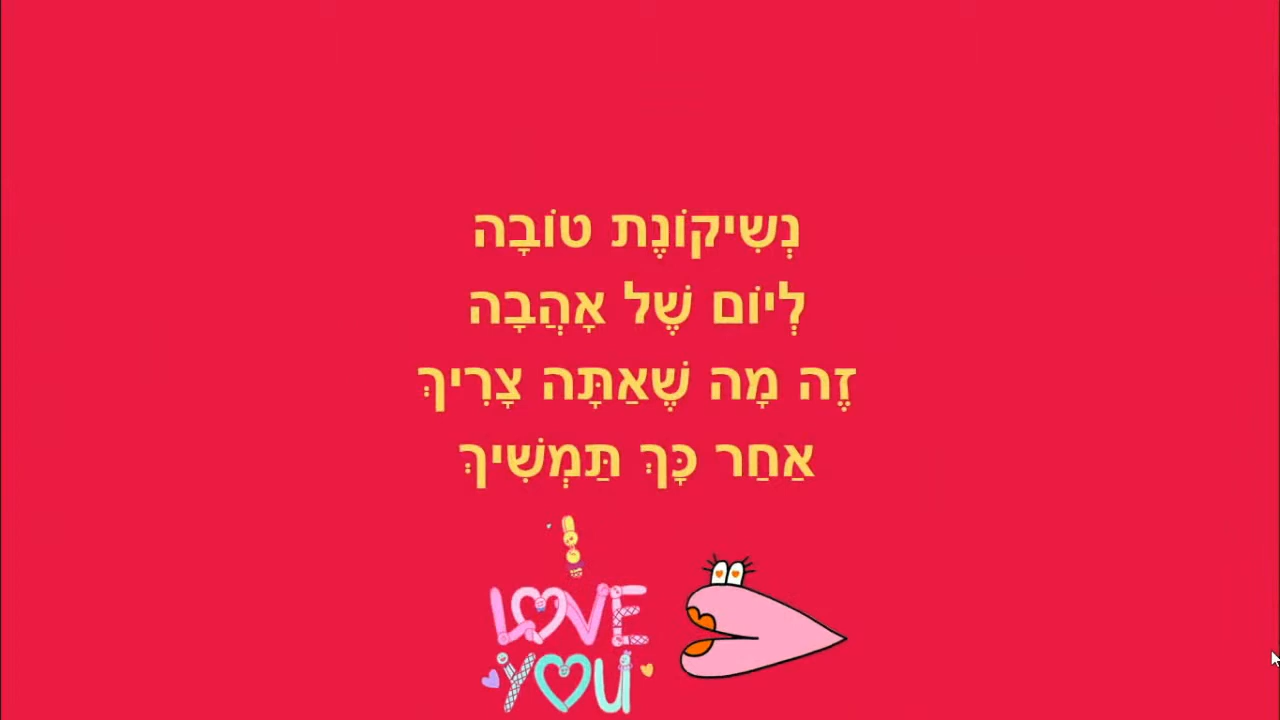 נְשִׁיקוֹנֶת טוֹבָה
לְיוֹם שֶׁל אָהֲבָה
זֶה מָה שֶׁאַתָּה צָרִיךְ
אַחַר כָּךְ תַּמְשִׁיךְ
I
LOVE
YOU